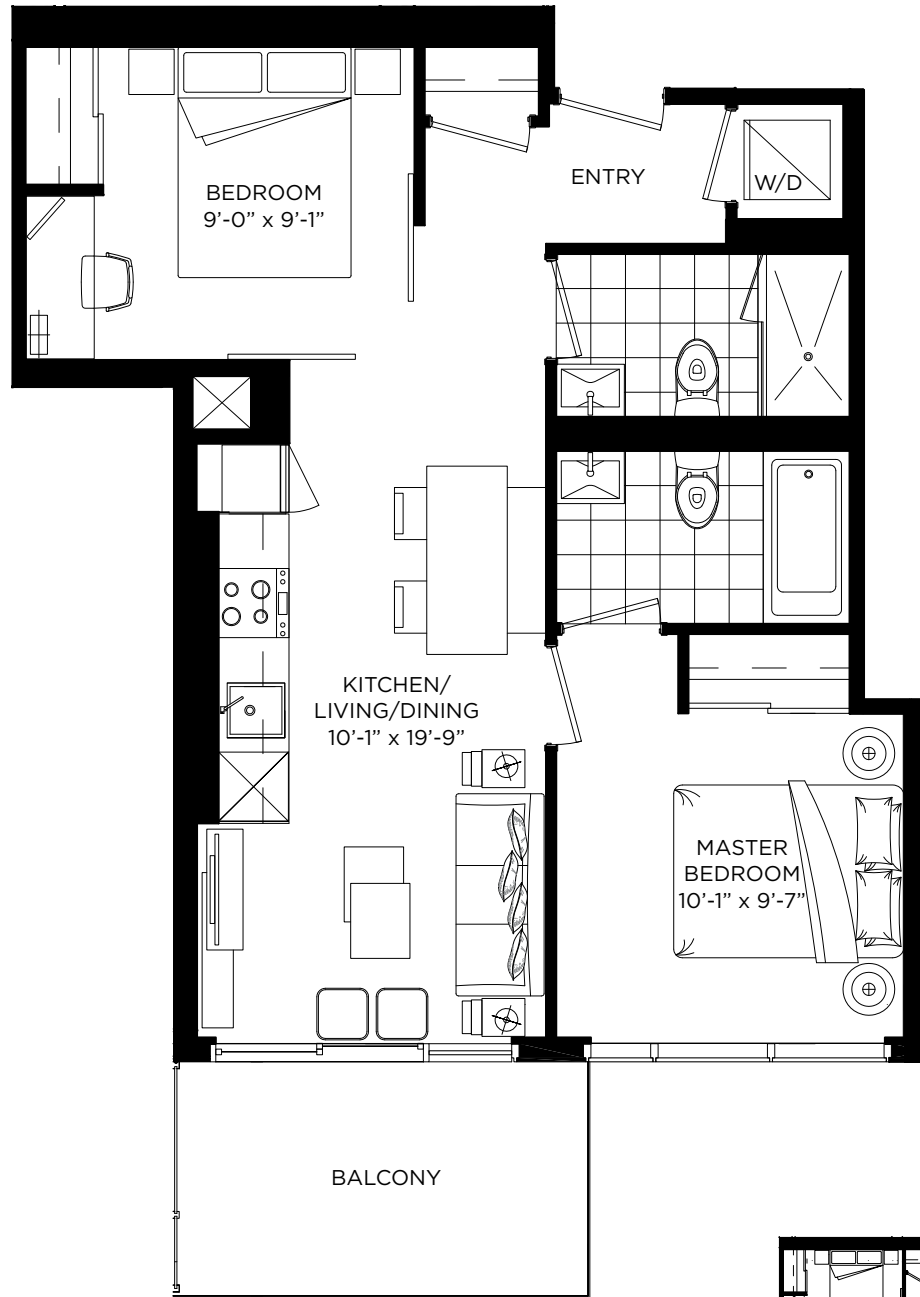 BEDROOM
9’-0” x 9’-1”
ENTRY
W/D
KITCHEN/
LIVING/DINING
10’-1” x 19’-9”
MASTER
BEDROOM
10’-1” x 9’-7”
BALCONY